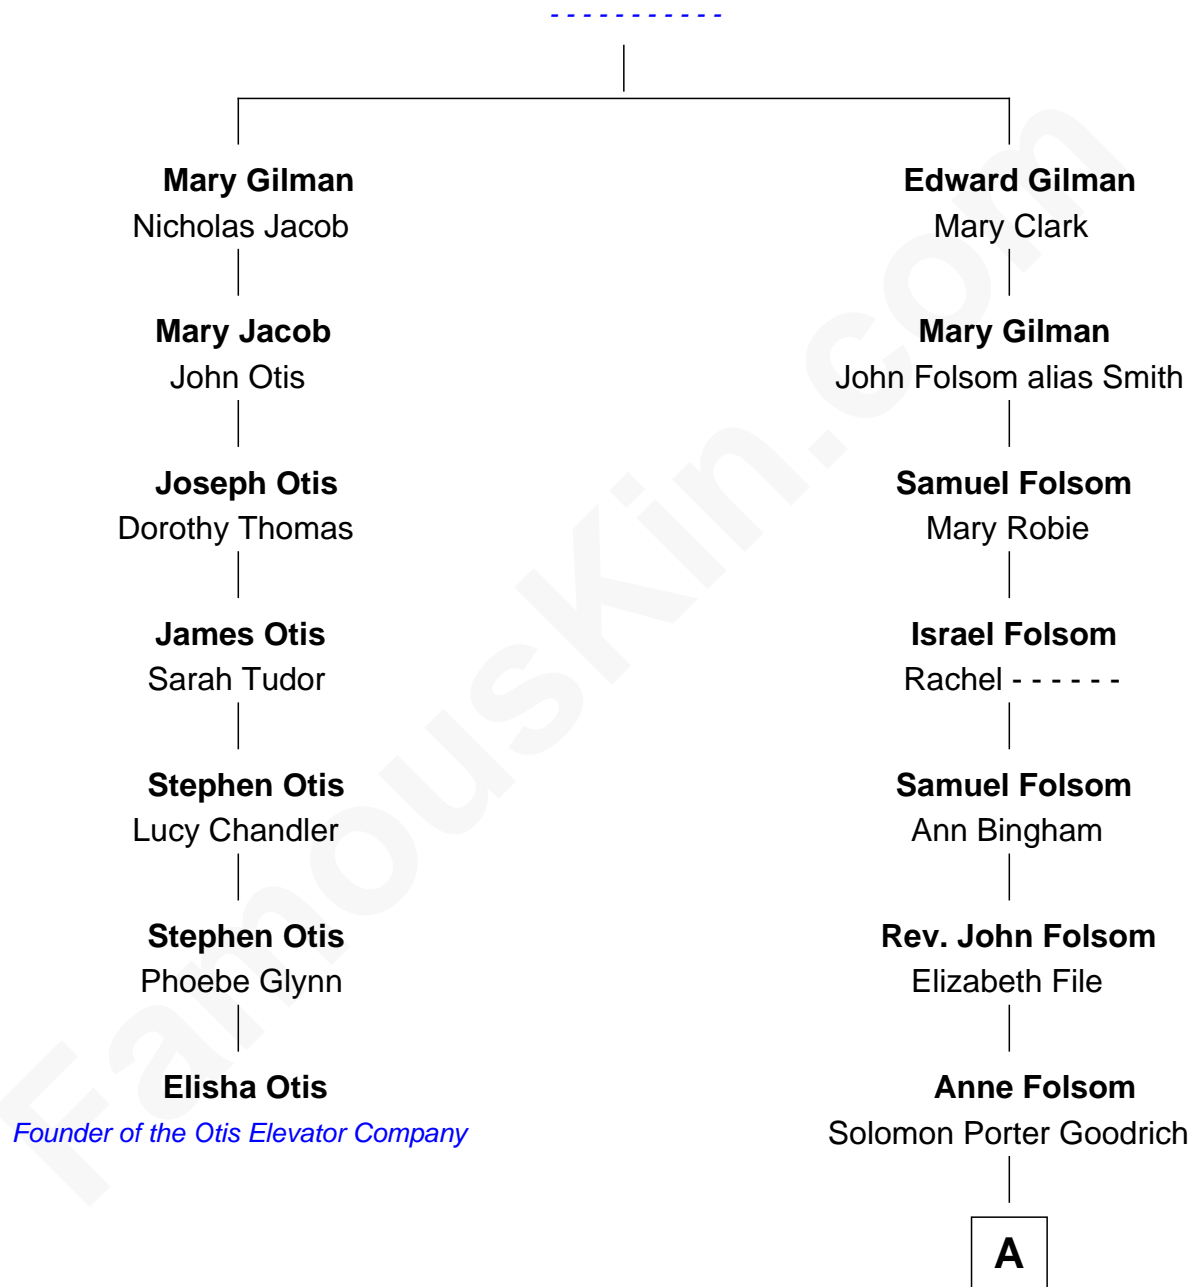 - - - - - - - - - - -
Mary Gilman
Nicholas Jacob
Edward Gilman
Mary Clark
Mary Jacob
John Otis
Mary Gilman
John Folsom alias Smith
Joseph Otis
Dorothy Thomas
Samuel Folsom
Mary Robie
James Otis
Sarah Tudor
Israel Folsom
Rachel - - - - - -
Stephen Otis
Lucy Chandler
Samuel Folsom
Ann Bingham
Stephen Otis
Phoebe Glynn
Rev. John Folsom
Elizabeth File
Elisha Otis
Founder of the Otis Elevator Company
Anne Folsom
Solomon Porter Goodrich
A
FamousKin.com